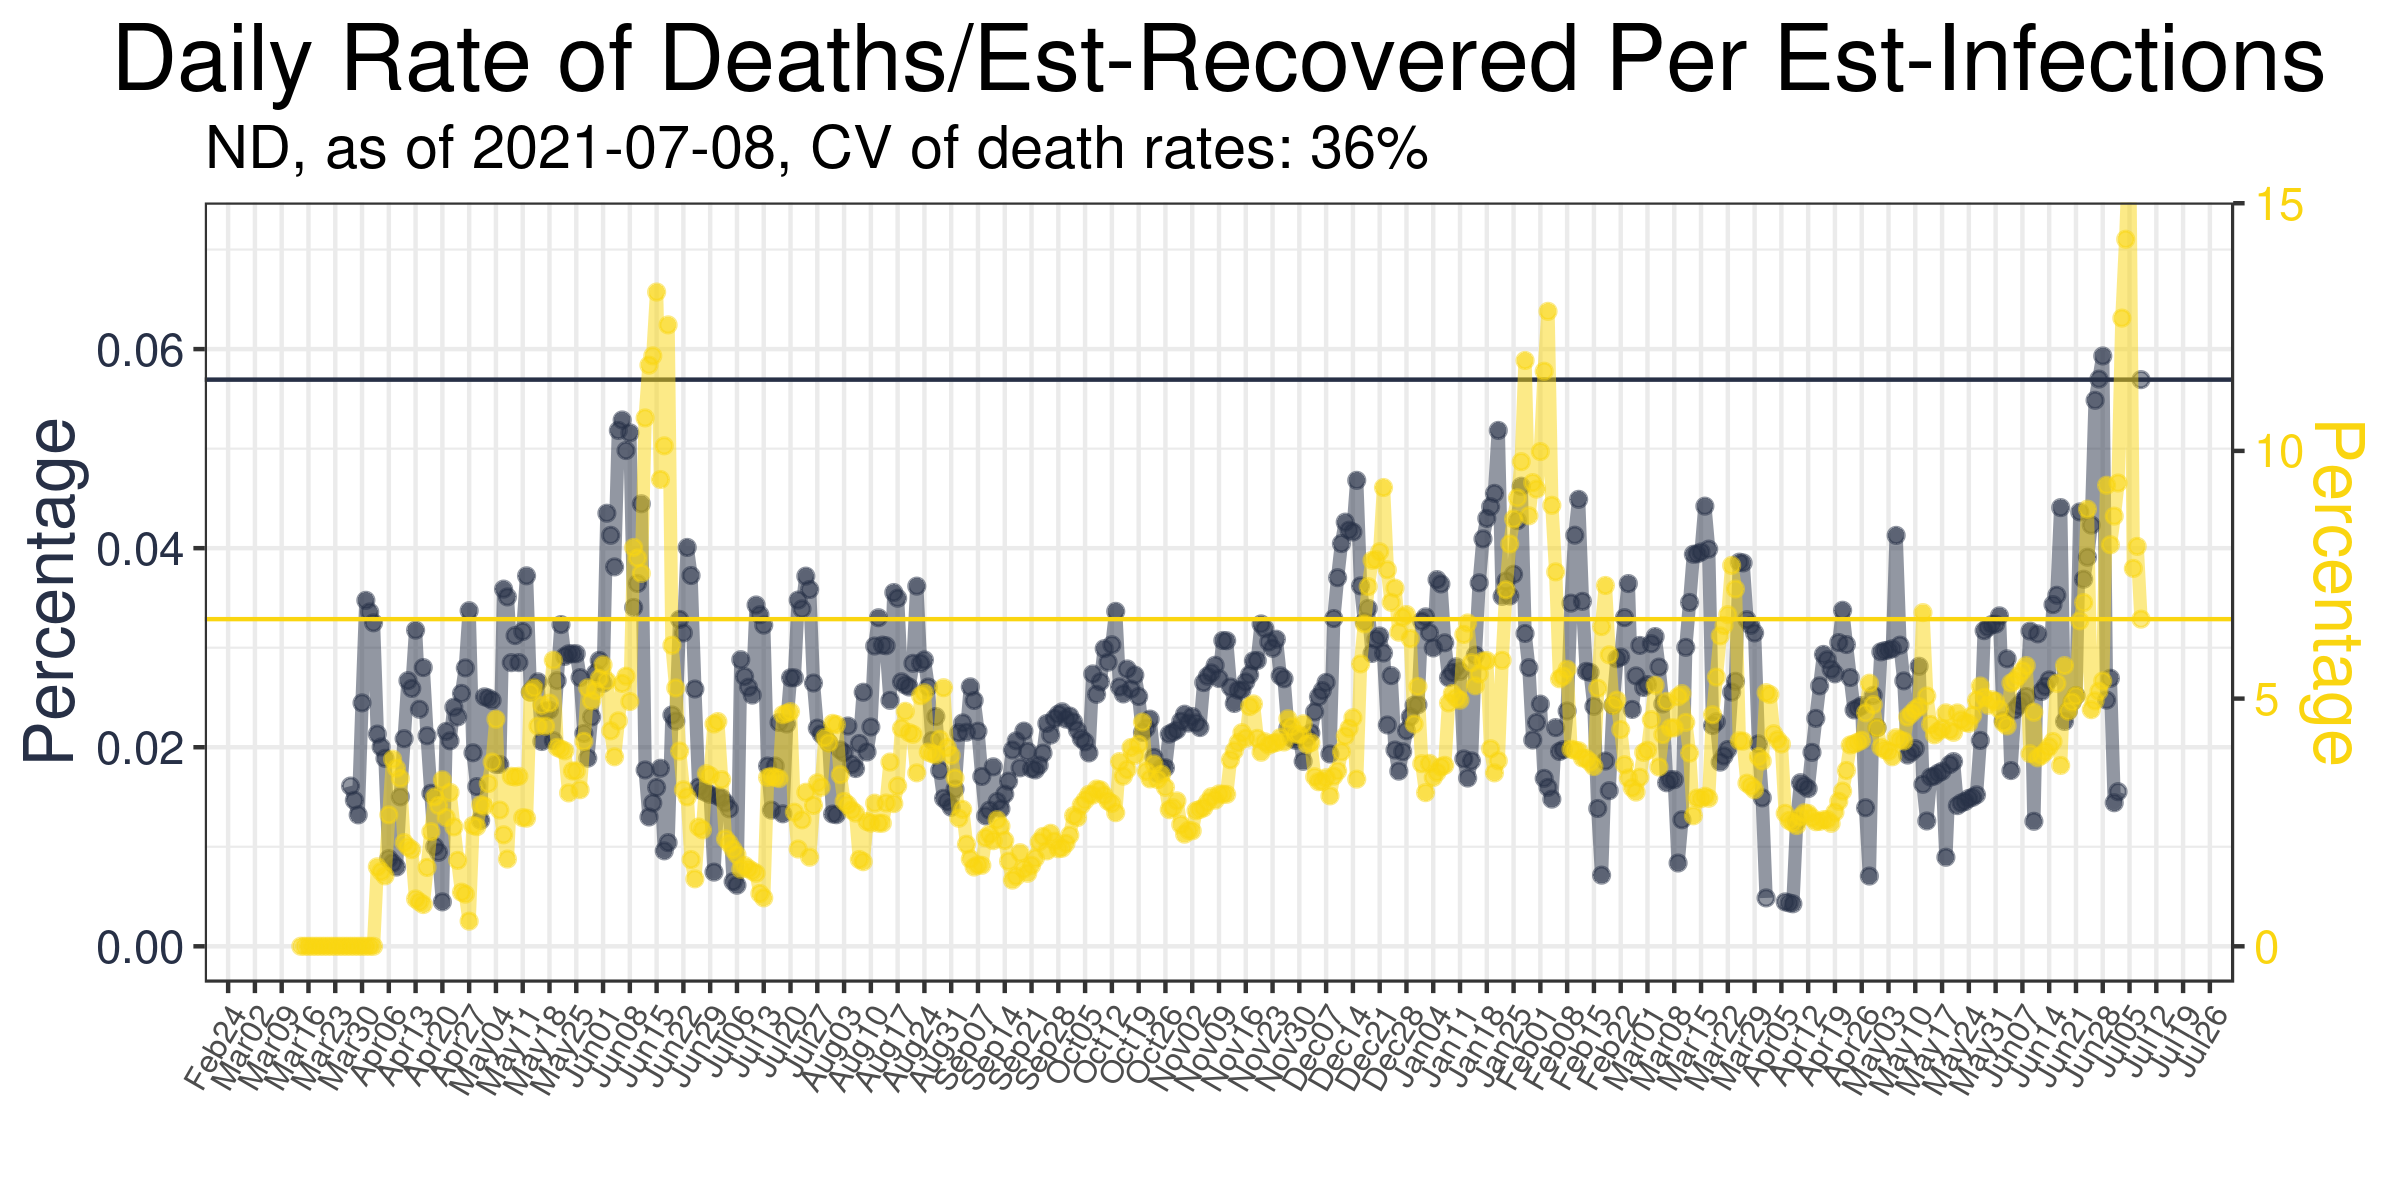 Daily Rate of Deaths/Est-Recovered Per Est-Infections
ND, as of 2021-07-08, CV of death rates: 36%
Percentage
0.06
0.04
0.02
0.00
15
10
5
0
Percentage
Feb24
Mar02
Mar09
Mar16
Mar23
Mar30
Apr06
Apr13
Apr20
Apr27
May04
May11
May18
May25
Jun01
Jun08
Jun15
Jun22
Jun29
Jul06
Jul13
Jul20
Jul27
Aug03
Aug10
Aug17
Aug24
Aug31
Sep07
Sep14
Sep21
Sep28
Oct05
Oct12
Oct19
Oct26
Nov02
Nov09
Nov16
Nov23
Nov30
Dec07
Dec14
Dec21
Dec28
Jan04
Jan11
Jan18
Jan25
Feb01
Feb08
Feb15
Feb22
Mar01
Mar08
Mar15
Mar22
Mar29
Apr05
Apr12
Apr19
Apr26
May03
May10
May17
May24
May31
Jun07
Jun14
Jun21
Jun28
Jul05
Jul12
Jul19
Jul26